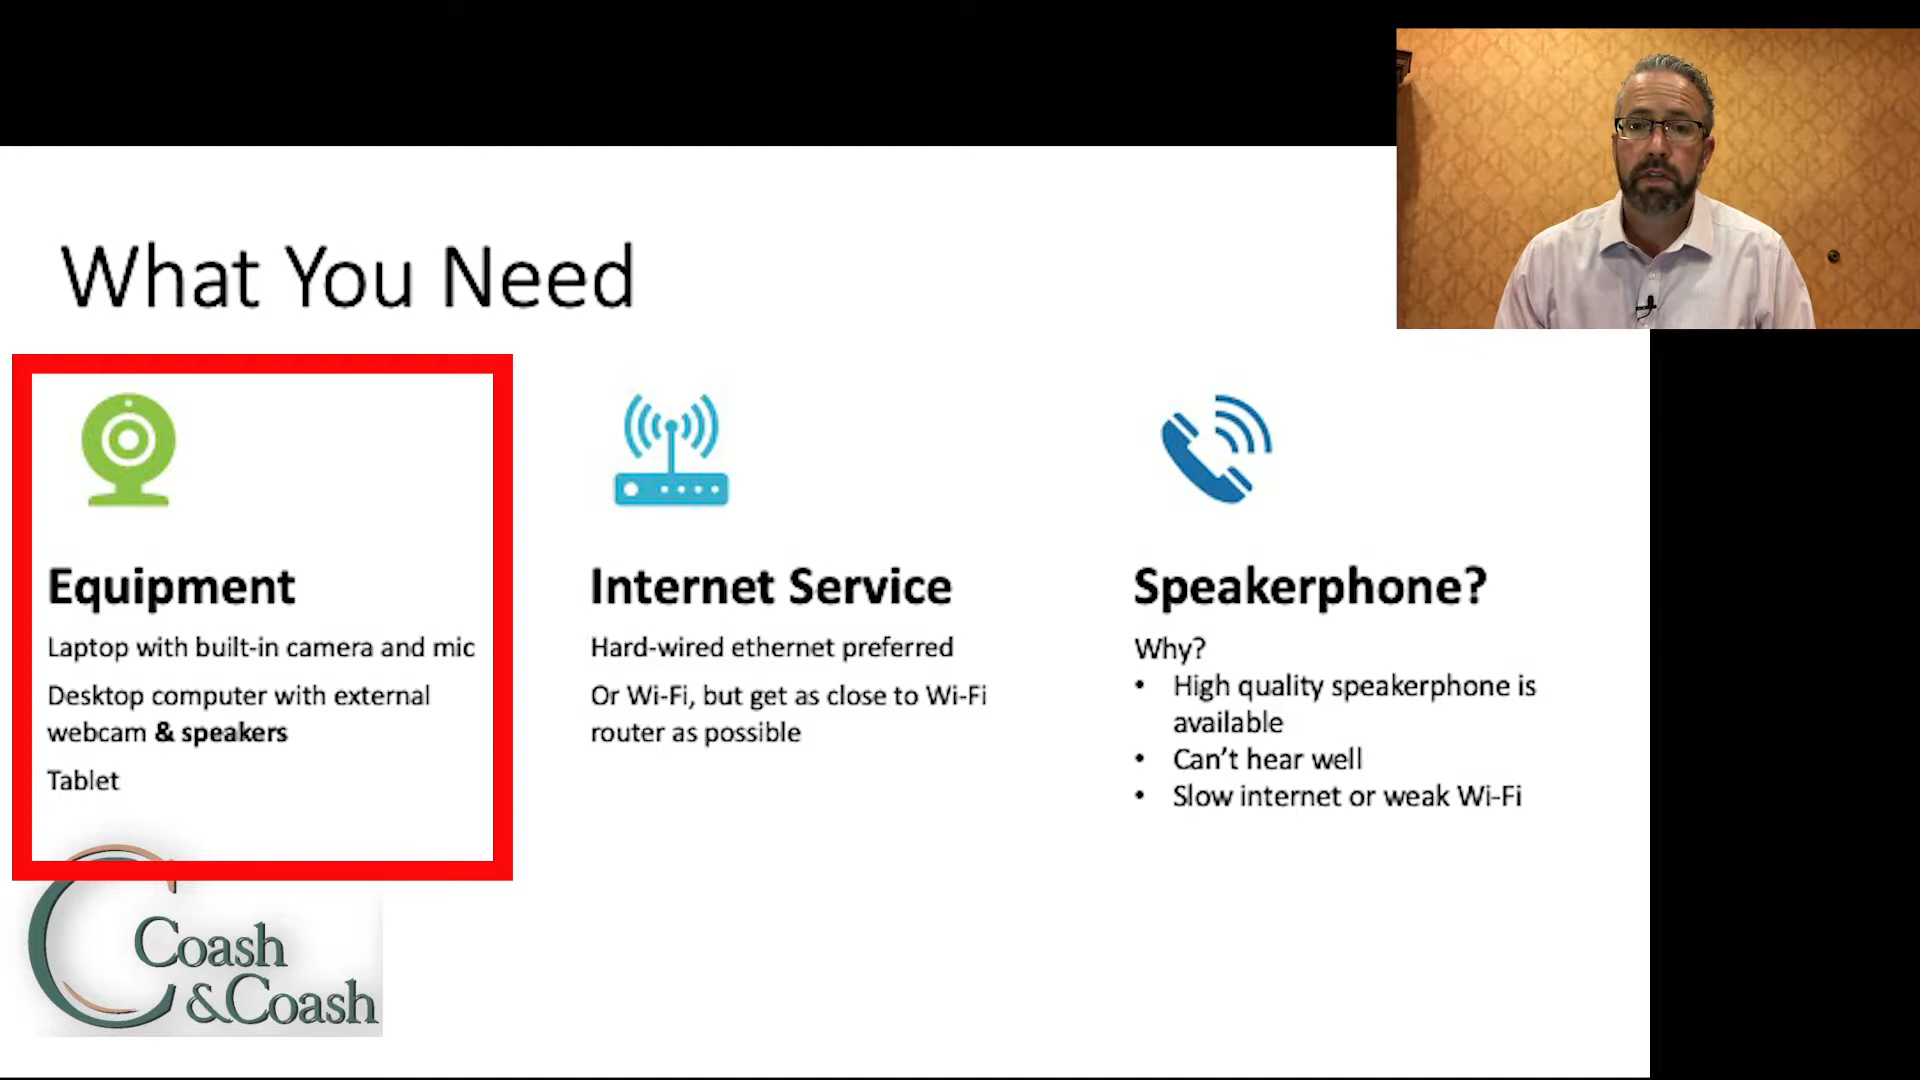 What You Need
Equipment
Laptop with built-in camera and mic
Desktop computer with external
webcam & speakers
Tablet
Internet Service
Hard-wired ethernet preferred
Or Wi-Fi, but get as close to Wi-Fi
router as possible
Speakerphone?
Why?
• High quality speakerphone is
available
• Can't hear well
• Slow internet or weak Wi-Fi
Coash
&Coash